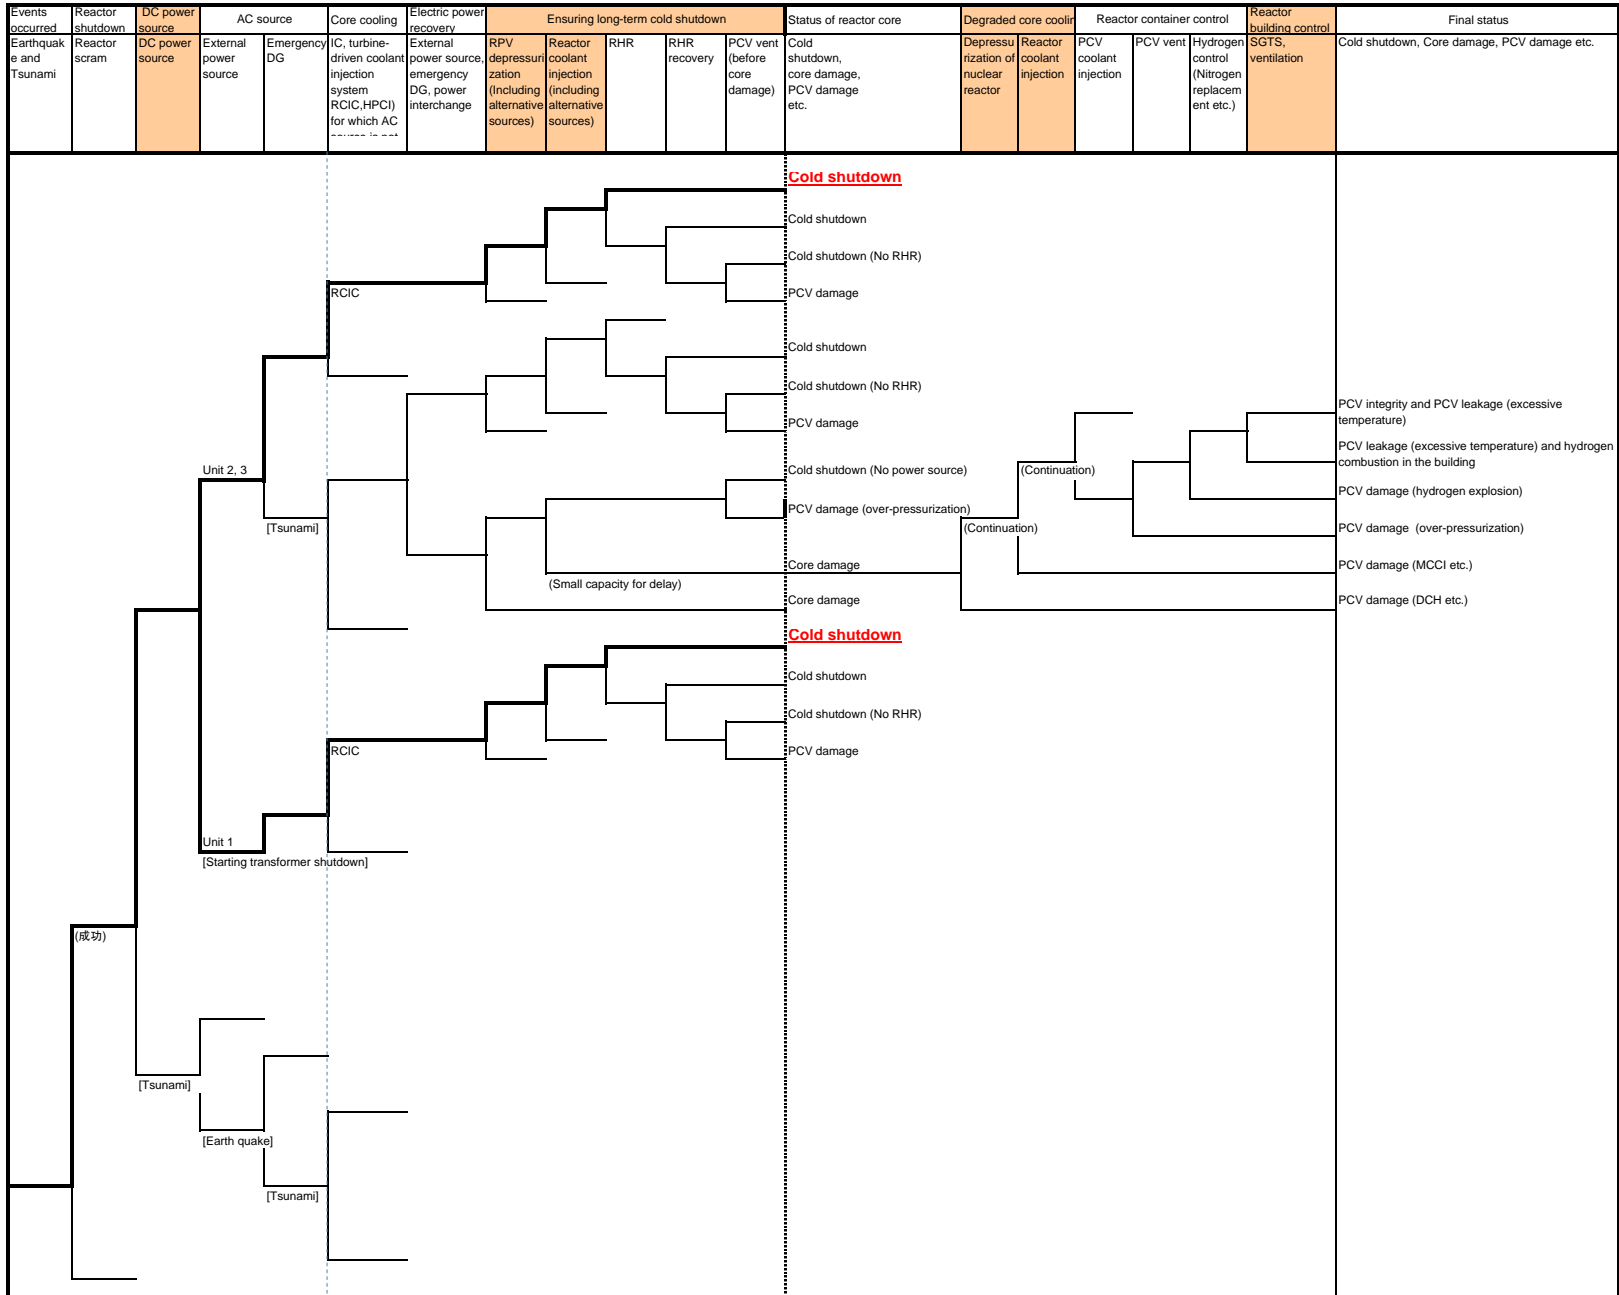 Events
occurred
Reactor
shutdown
DC power
source
AC source
Core cooling
Electric power
recovery
Ensuring long-term cold shutdown
Status of reactor core
Degraded core coolin
Reactor container control
Reactor
building control
Final status
Earthquak
e and
Tsunami
Reactor
scram
DC power
source
External
power
source
Emergency
DG
IC, turbine-
driven coolant
injection
system
RCIC,HPCI)
for which AC
source is not
External
power source,
emergency
DG, power
interchange
RPV
depressuri
zation
(Including
alternative
sources)
Reactor
coolant
injection
(including
alternative
sources)
RHR
RHR
recovery
PCV vent
(before
core
damage)
Cold
shutdown,
core damage,
PCV damage
etc.
Depressu
rization of
nuclear
reactor
Reactor
coolant
injection
PCV
coolant
injection
PCV vent
Hydrogen
control
(Nitrogen
replacem
ent etc.)
SGTS,
ventilation
Cold shutdown, Core damage, PCV damage etc.
Cold shutdown
Cold shutdown
Cold shutdown (No RHR)
RCIC
PCV damage
Cold shutdown
Cold shutdown (No RHR)
PCV damage
PCV integrity and PCV leakage (excessive
temperature)
PCV leakage (excessive temperature) and hydrogen
combustion in the building
Unit 2, 3
Cold shutdown (No power source)
(Continuation)
PCV damage (hydrogen explosion)
PCV damage (over-pressurization)
[Tsunami]
(Continuation)
PCV damage (over-pressurization)
Core damage
PCV damage (MCCI etc.)
(Small capacity for delay)
Core damage
PCV damage (DCH etc.)
Cold shutdown
Cold shutdown
Cold shutdown (No RHR)
RCIC
PCV damage
Unit 1
[Starting transformer shutdown]
(成功)
[Tsunami]
[Earth quake]
[Tsunami]